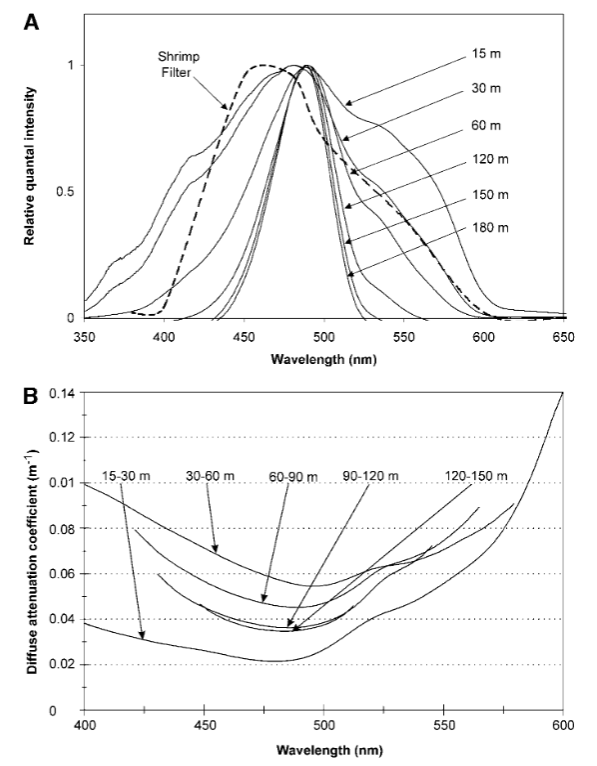 A
Shrimp
Filter
15 m
30 m
60 m
120 m
150 m
180 m
Relative quantal intensity
1
0.5
0
350 400 450 500 550 600 650
Wavelength (nm)
B
0.14
0.12
0.01
0.08
0.06
0.04
0.02
0
15-30 m 30-60 m 60-90 m 90-120 m 120-150 m
Diffuse attenuation coefficient (m-1)
400 450 500 550 600
Wavelength (nm)